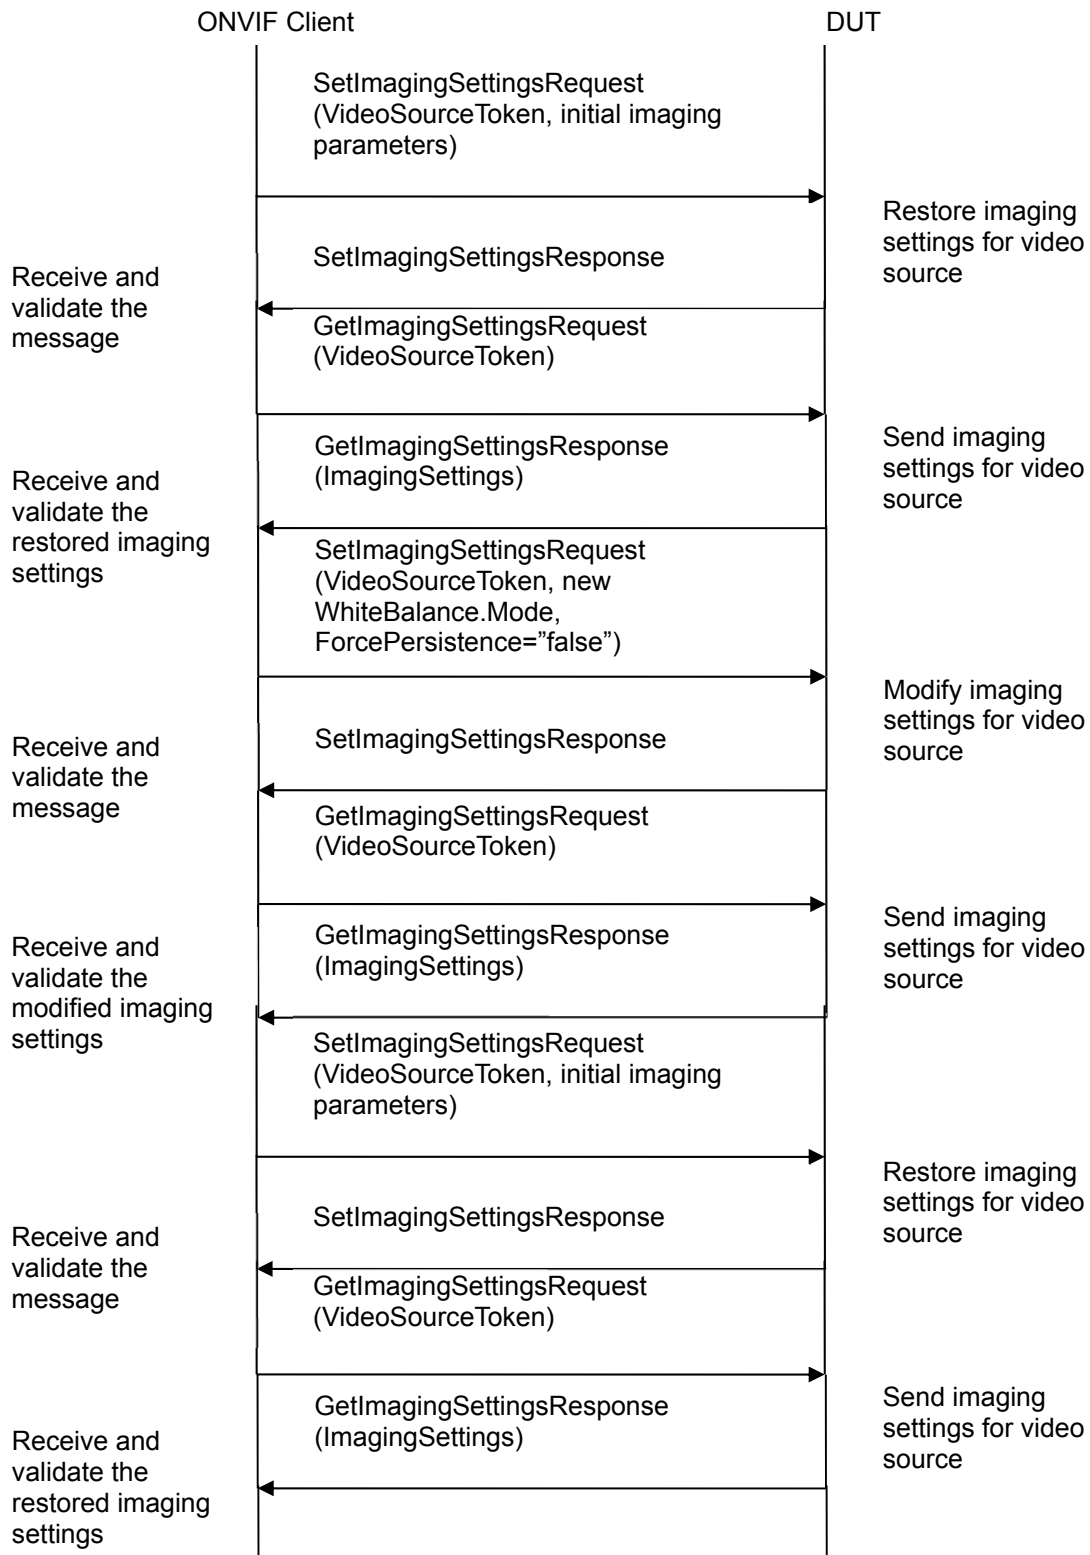 ONVIF Client
DUT
SetImagingSettingsRequest
(VideoSourceToken, initial imaging
parameters)
Restore imaging
settings for video
source
SetImagingSettingsResponse
Receive and
validate the
message
GetImagingSettingsRequest
(VideoSourceToken)
Send imaging
settings for video
source
GetImagingSettingsResponse
(ImagingSettings)
Receive and
validate the
restored imaging
settings
SetImagingSettingsRequest
(VideoSourceToken, new
WhiteBalance.Mode,
ForcePersistence=”false”)
Modify imaging
settings for video
source
SetImagingSettingsResponse
Receive and
validate the
message
GetImagingSettingsRequest
(VideoSourceToken)
Send imaging
settings for video
source
GetImagingSettingsResponse
(ImagingSettings)
Receive and
validate the
modified imaging
settings
SetImagingSettingsRequest
(VideoSourceToken, initial imaging
parameters)
Restore imaging
settings for video
source
SetImagingSettingsResponse
Receive and
validate the
message
GetImagingSettingsRequest
(VideoSourceToken)
Send imaging
settings for video
source
GetImagingSettingsResponse
(ImagingSettings)
Receive and
validate the
restored imaging
settings